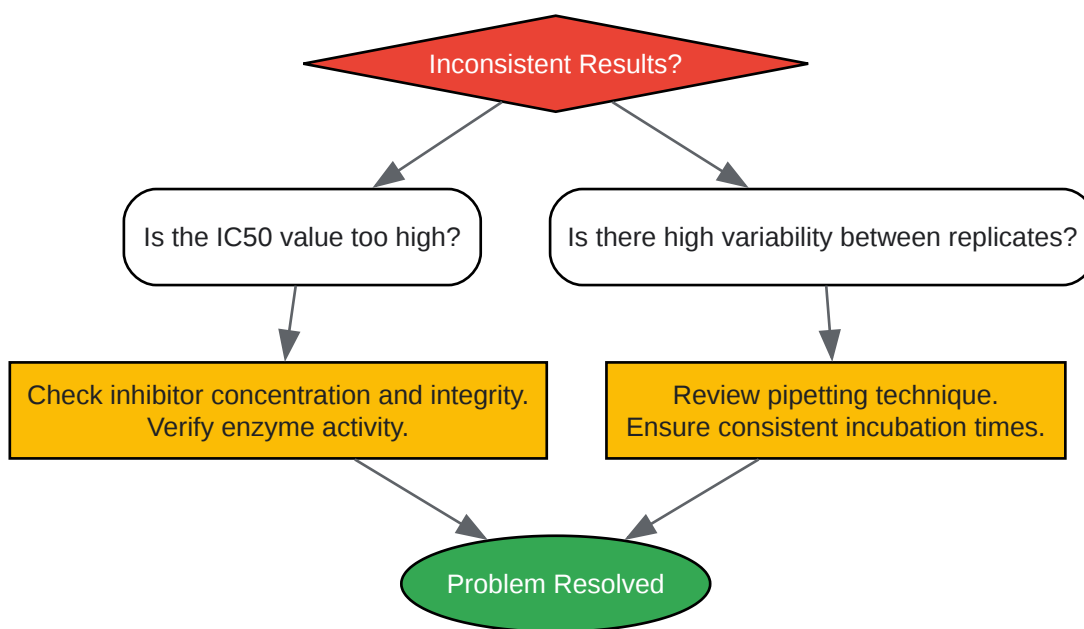 Inconsistent Results?
Is the IC50 value too high?
Is there high variability between replicates?
Check inhibitor concentration and integrity.
Verify enzyme activity.
Review pipetting technique.
Ensure consistent incubation times.
Problem Resolved